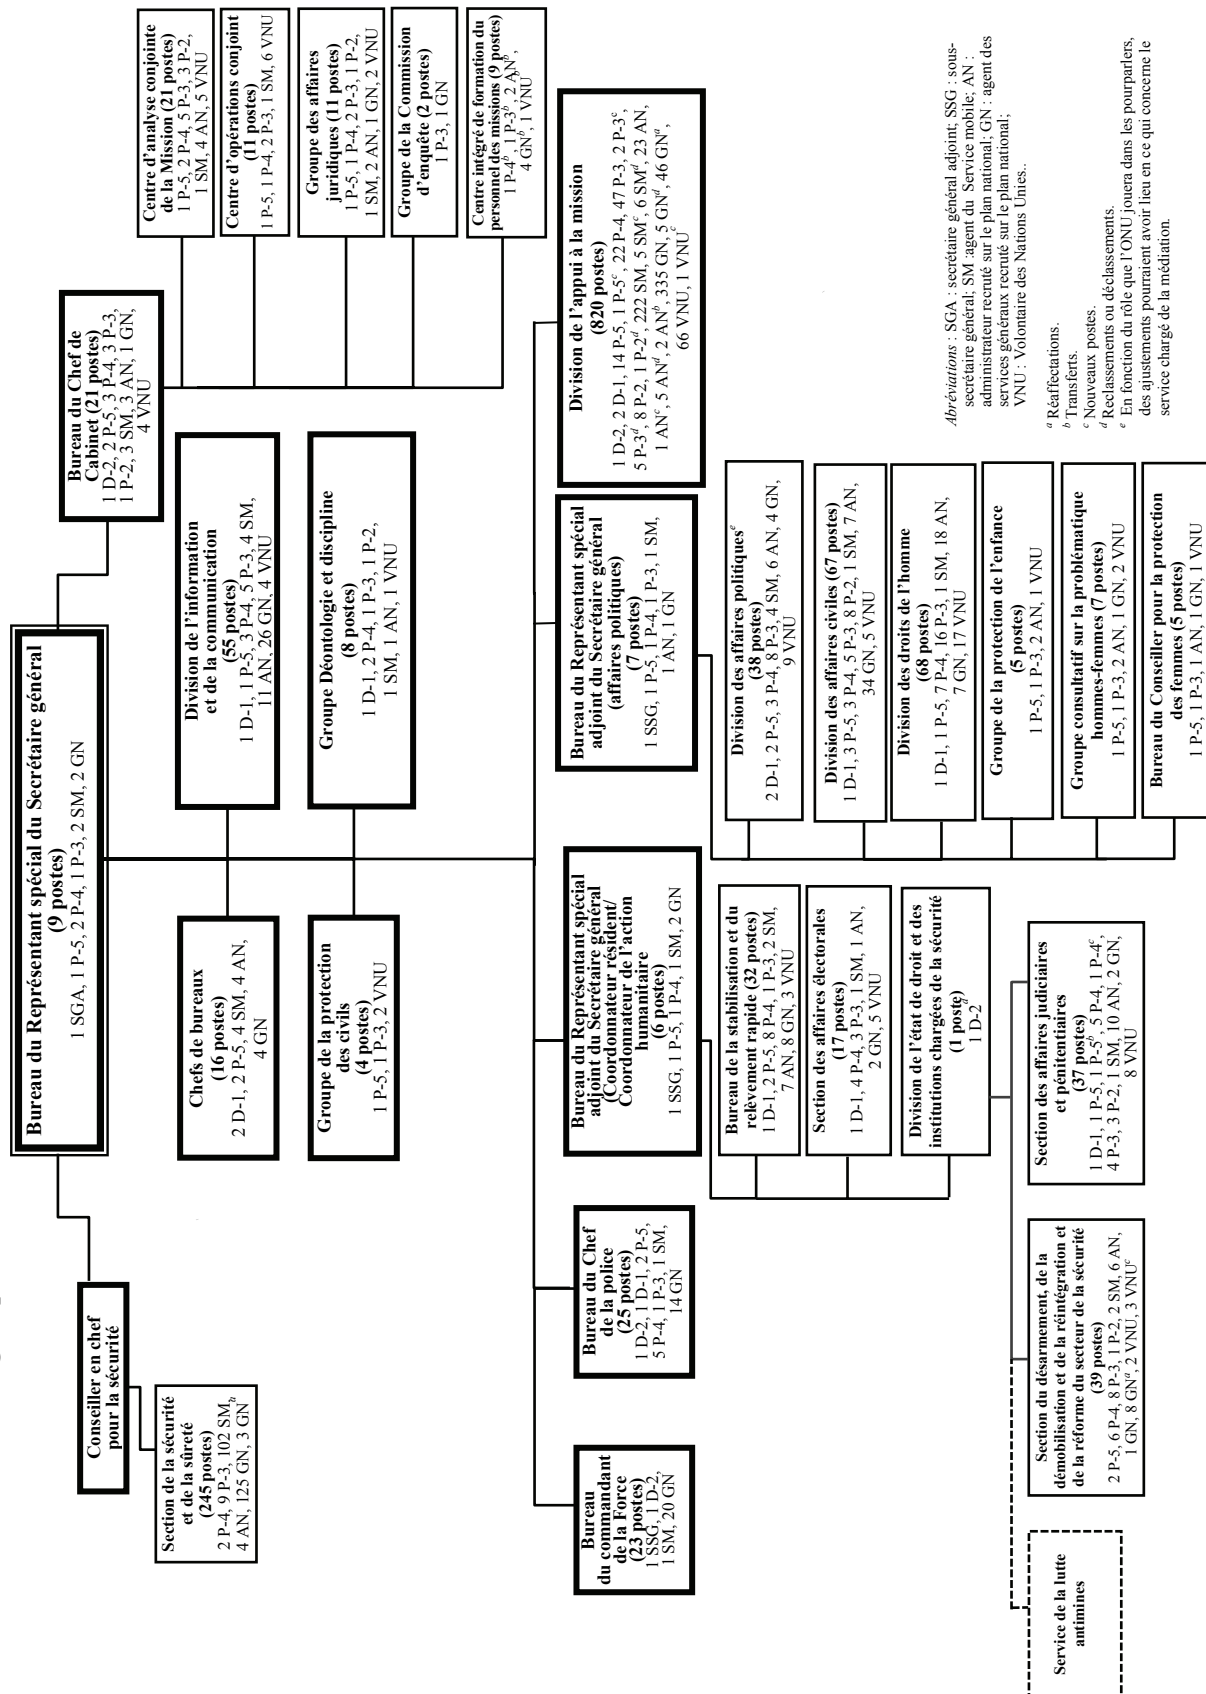 Bureau du Représentant spécial du Secrétaire général
(9 postes)
1 SGA, 1 P-5, 2 P-4, 1 P-3, 2 SM, 2 GN
Conseiller en chef
pour la sécurité
Section de la sécurité
et de la sûreté
(245 postes)
2 P-4, 9 P-3, 102 SM,
4 AN, 125 GN, 3 GN
Bureau du Chef de
Cabinet (21 postes)
1 D-2, 2 P-5, 3 P-4, 3 P-3,
1 P-2, 3 SM, 3 AN, 1 GN,
4 VNU
Centre d'analyse conjointe
de la Mission (21 postes)
1 P-5, 2 P-4, 5 P-3, 3 P-2,
1 SM, 4 AN, 5 VNU
Centre d'opérations conjoint
(11 postes)
1 P-5, 1 P-4, 2 P-3, 1 SM, 6 VNU
Groupe des affaires
juridiques (11 postes)
1 P-5, 1 P-4, 2 P-3, 1 P-2,
1 SM, 2 AN, 1 GN, 2 VNU
Groupe de la Commission
d'enquête (2 postes)
1 P-3, 1 GN
Centre intégré de formation du
personnel des missions (9 postes)
1 P-4ᵇ, 1 P-3ᵇ, 2 ANᵇ,
4 GNᵇ, 1 VNUᵇ
Chefs de bureaux
(16 postes)
2 D-1, 2 P-5, 4 SM, 4 AN,
4 GN
Division de l'information
et de la communication
(55 postes)
1 D-1, 1 P-5, 3 P-4, 5 P-3, 4 SM,
11 AN, 26 GN, 4 VNU
Groupe de la protection
des civils
(4 postes)
1 P-5, 1 P-3, 2 VNU
Groupe Déontologie et discipline
(8 postes)
1 D-1, 2 P-4, 1 P-3, 1 P-2,
1 SM, 1 AN, 1 VNU
Bureau
du commandant
de la Force
(23 postes)
1 SSG, 1 D-2,
1 SM, 20 GN
Bureau du Chef
de la police
(25 postes)
1 D-2, 1 D-1, 2 P-5,
5 P-4, 1 P-3, 1 SM,
14 GN
Bureau du Représentant spécial
adjoint du Secrétaire général
(Coordonnateur résident/
Coordonnateur de l'action
humanitaire
(6 postes)
1 SSG, 1 P-5, 1 P-4, 1 SM, 2 GN
Bureau de la stabilisation et du
relèvement rapide (32 postes)
1 D-1, 2 P-5, 8 P-4, 1 P-3, 2 SM,
7 AN, 8 GN, 3 VNU
Section des affaires électorales
(17 postes)
1 D-1, 4 P-4, 3 P-3, 1 SM, 1 AN,
2 GN, 5 VNU
Division de l'état de droit et des
institutions chargées de la sécurité
(1 poste)
1 D-2ᵈ
Section du désarmement, de la
démobilisation et de la réintégration et
de la réforme du secteur de la sécurité
(39 postes)
2 P-5, 6 P-4, 8 P-3, 1 P-2, 2 SM, 6 AN,
1 GN, 8 GNᵃ, 2 VNU, 3 VNUᶜ
Section des affaires judiciaires
et pénitentiaires
(37 postes)
1 D-1, 1 P-5, 1 P-5ᵇ, 5 P-4, 1 P-4ᶜ,
4 P-3, 3 P-2, 1 SM, 10 AN, 2 GN,
8 VNU
Service de la lutte
antimines
Bureau du Représentant spécial
adjoint du Secrétaire général
(affaires politiques)
(7 postes)
1 SSG, 1 P-5, 1 P-4, 1 P-3, 1 SM,
1 AN, 1 GN
Division des affaires politiquesᵉ
(38 postes)
2 D-1, 2 P-5, 3 P-4, 8 P-3, 4 SM, 6 AN, 4 GN,
9 VNU
Division des affaires civiles (67 postes)
1 D-1, 3 P-5, 3 P-4, 5 P-3, 8 P-2, 1 SM, 7 AN,
34 GN, 5 VNU
Division des droits de l'homme
(68 postes)
1 D-1, 1 P-5, 7 P-4, 16 P-3, 1 SM, 18 AN,
7 GN, 17 VNU
Groupe de la protection de l'enfance
(5 postes)
1 P-5, 1 P-3, 2 AN, 1 VNU
Groupe consultatif sur la problématique
hommes-femmes (7 postes)
1 P-5, 1 P-3, 2 AN, 1 GN, 2 VNU
Bureau du Conseiller pour la protection
des femmes (5 postes)
1 P-5, 1 P-3, 1 AN, 1 GN, 1 VNU
Division de l'appui à la mission
(820 postes)
1 D-2, 2 D-1, 14 P-5, 1 P-5ᶜ, 22 P-4, 47 P-3, 2 P-3ᶜ,
5 P-3ᵈ, 8 P-2, 1 P-2ᵈ, 222 SM, 5 SMᶜ, 6 SMᵈ, 23 AN,
1 ANᶜ, 5 ANᵈ, 2 ANᵇ, 335 GN, 5 GNᵈ, 46 GNᵃ,
66 VNU, 1 VNUᶜ
Abréviations : SGA : secrétaire général adjoint; SSG : sous-
secrétaire général; SM :agent du Service mobile; AN :
administrateur recruté sur le plan national; GN : agent des
services généraux recruté sur le plan national;
VNU : Volontaire des Nations Unies..
ᵃ Réaffectations.
ᵇ Transferts.
ᶜ Nouveaux postes.
ᵈ Reclassements ou déclassements.
ᵉ En fonction du rôle que l'ONU jouera dans les pourparlers,
des ajustements pourraient avoir lieu en ce qui concerne le
service chargé de la médiation.